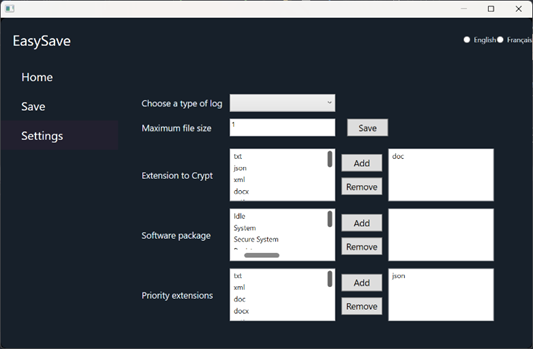 EasySave
English Français
Home
Save
Settings
Choose a type of log
Maximum file size 1 Save
Extension to Crypt
txt
json
xml
docx
Add
Remove
doc
Software package
Idle
System
Secure System
Add
Remove
Priority extensions
txt
xml
doc
docx
Add
Remove
json